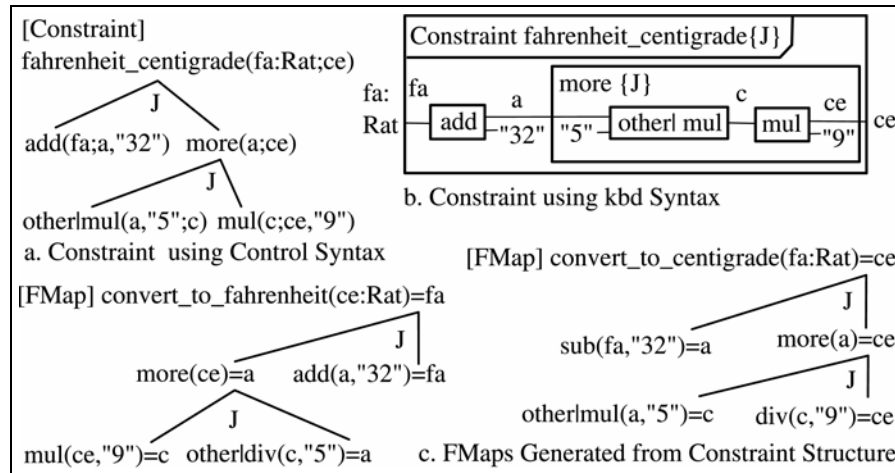 [Constraint]
fahrenheit_centigrade(fa:Rat;ce)
J
add(fa;a,"32") more(a;ce)
J
other|mul(a,"5";c) mul(c;ce,"9")
a. Constraint using Control Syntax
Constraint fahrenheit_centigrade{J}
fa: fa
Rat
add
a
"32"
more {J}
"5"
other| mul
c
mul
ce
"9"
ce
b. Constraint using kbd Syntax
[FMap] convert_to_fahrenheit(ce:Rat)=fa
J
more(ce)=a add(a,"32")=fa
J
mul(ce,"9")=c other|div(c,"5")=a
[FMap] convert_to_centigrade(fa:Rat)=ce
J
sub(fa,"32")=a more(a)=ce
J
other|mul(a,"5")=c div(c,"9")=ce
c. FMaps Generated from Constraint Structure